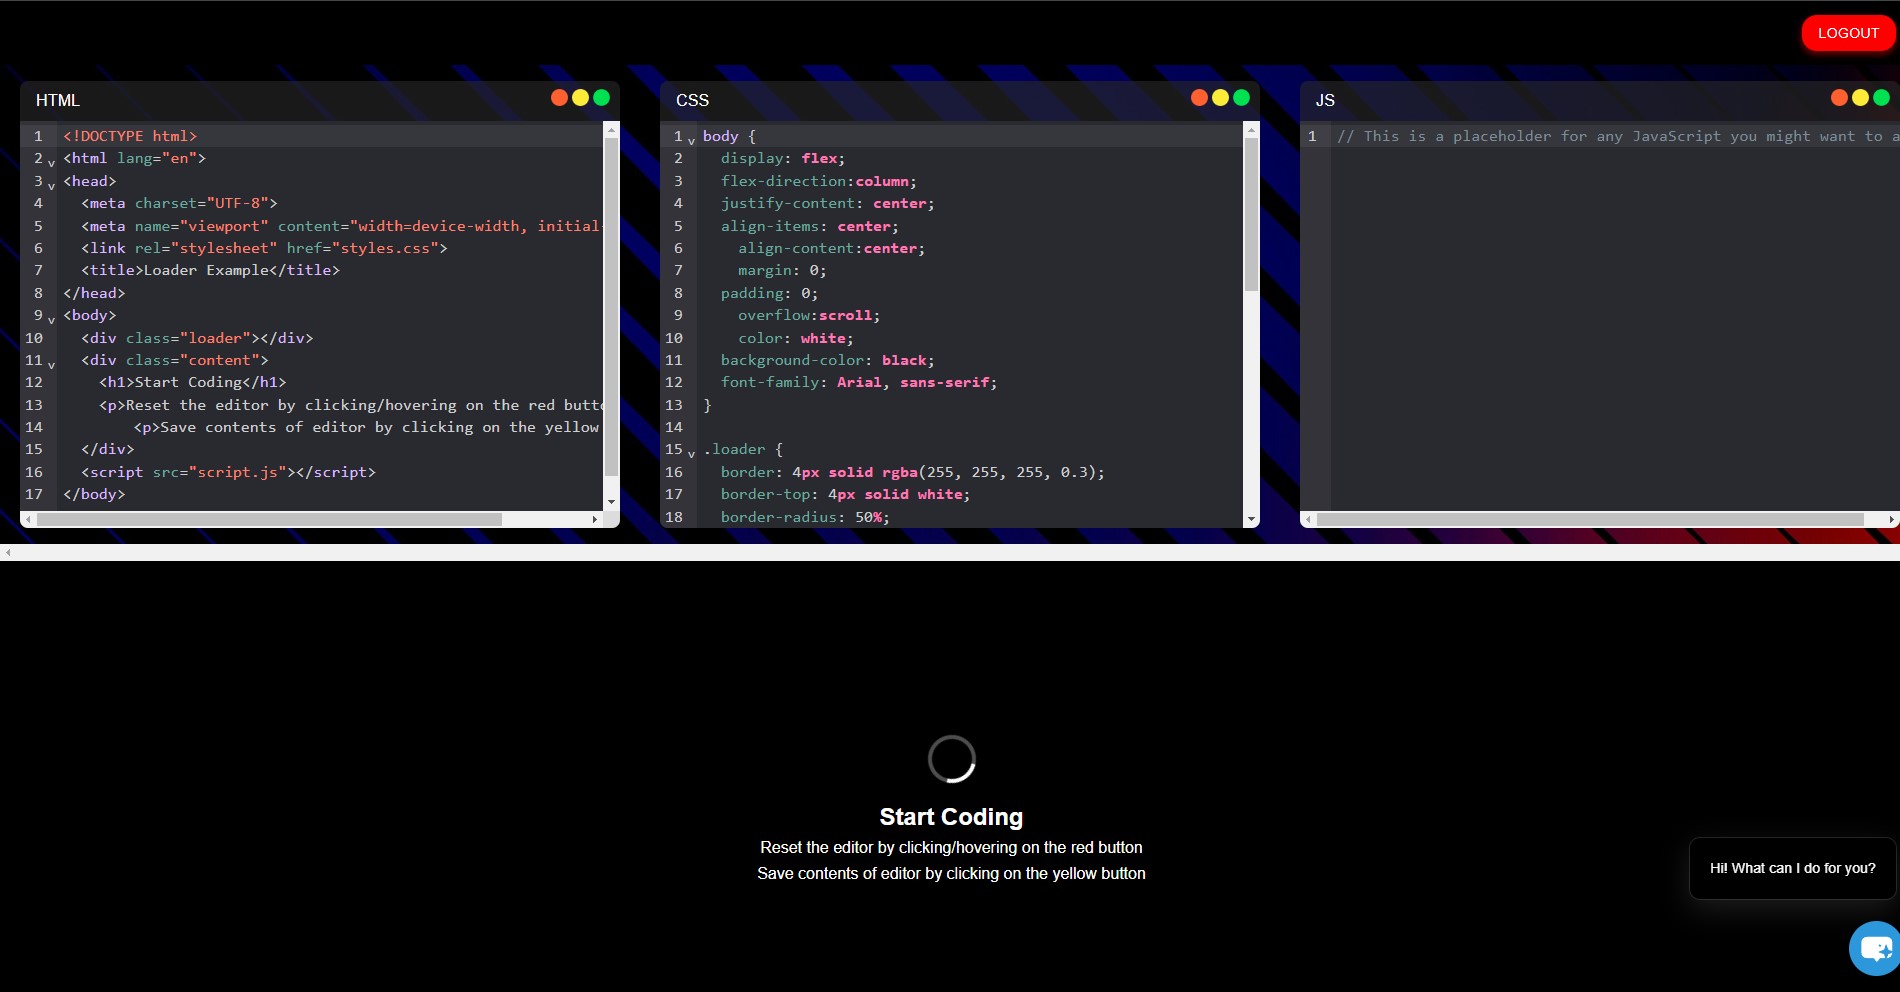 LOGOUT
HTML
1 <!DOCTYPE html>
2 <html lang="en">
3 <head>
4 <meta charset="UTF-8">
5 <meta name="viewport" content="width=device-width, initial-
6 <link rel="stylesheet" href="styles.css">
7 <title>Loader Example</title>
8 </head>
9 <body>
10 <div class="loader"></div>
11 <div class="content">
12 <h1>Start Coding</h1>
13 <p>Reset the editor by clicking/hovering on the red butto
14 <p>Save contents of editor by clicking on the yellow
15 </div>
16 <script src="script.js"></script>
17 </body>
CSS
1 body {
2 display: flex;
3 flex-direction:column;
4 justify-content: center;
5 align-items: center;
6 align-content:center;
7 margin: 0;
8 padding: 0;
9 overflow:scroll;
10 color: white;
11 background-color: black;
12 font-family: Arial, sans-serif;
13 }
14
15 .loader {
16 border: 4px solid rgba(255, 255, 255, 0.3);
17 border-top: 4px solid white;
18 border-radius: 50%;
JS
1 // This is a placeholder for any JavaScript you might want to a
Start Coding
Reset the editor by clicking/hovering on the red button
Save contents of editor by clicking on the yellow button
Hi! What can I do for you?